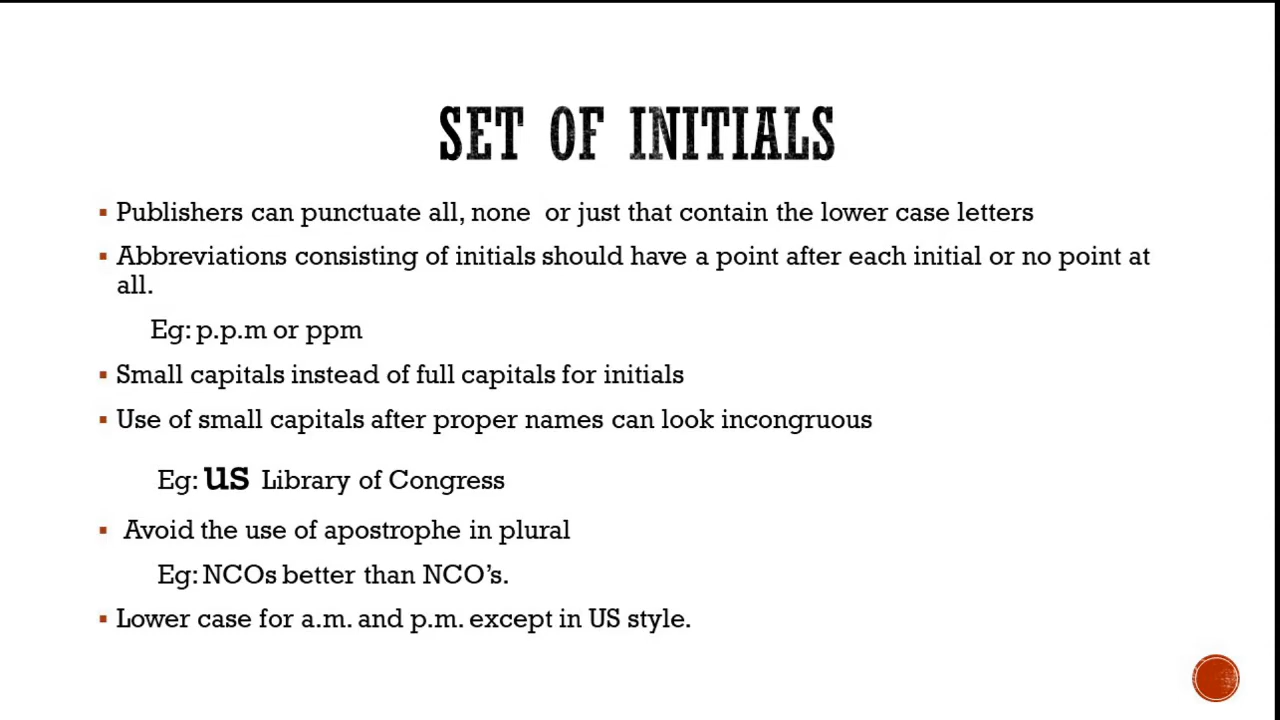 SET OF INITIALS
▪ Publishers can punctuate all, none or just that contain the lower case letters
▪ Abbreviations consisting of initials should have a point after each initial or no point at
all.
Eg: p.p.m or ppm
▪ Small capitals instead of full capitals for initials
▪ Use of small capitals after proper names can look incongruous
Eg: us Library of Congress
▪ Avoid the use of apostrophe in plural
Eg: NCOs better than NCO’s.
▪ Lower case for a.m. and p.m. except in US style.